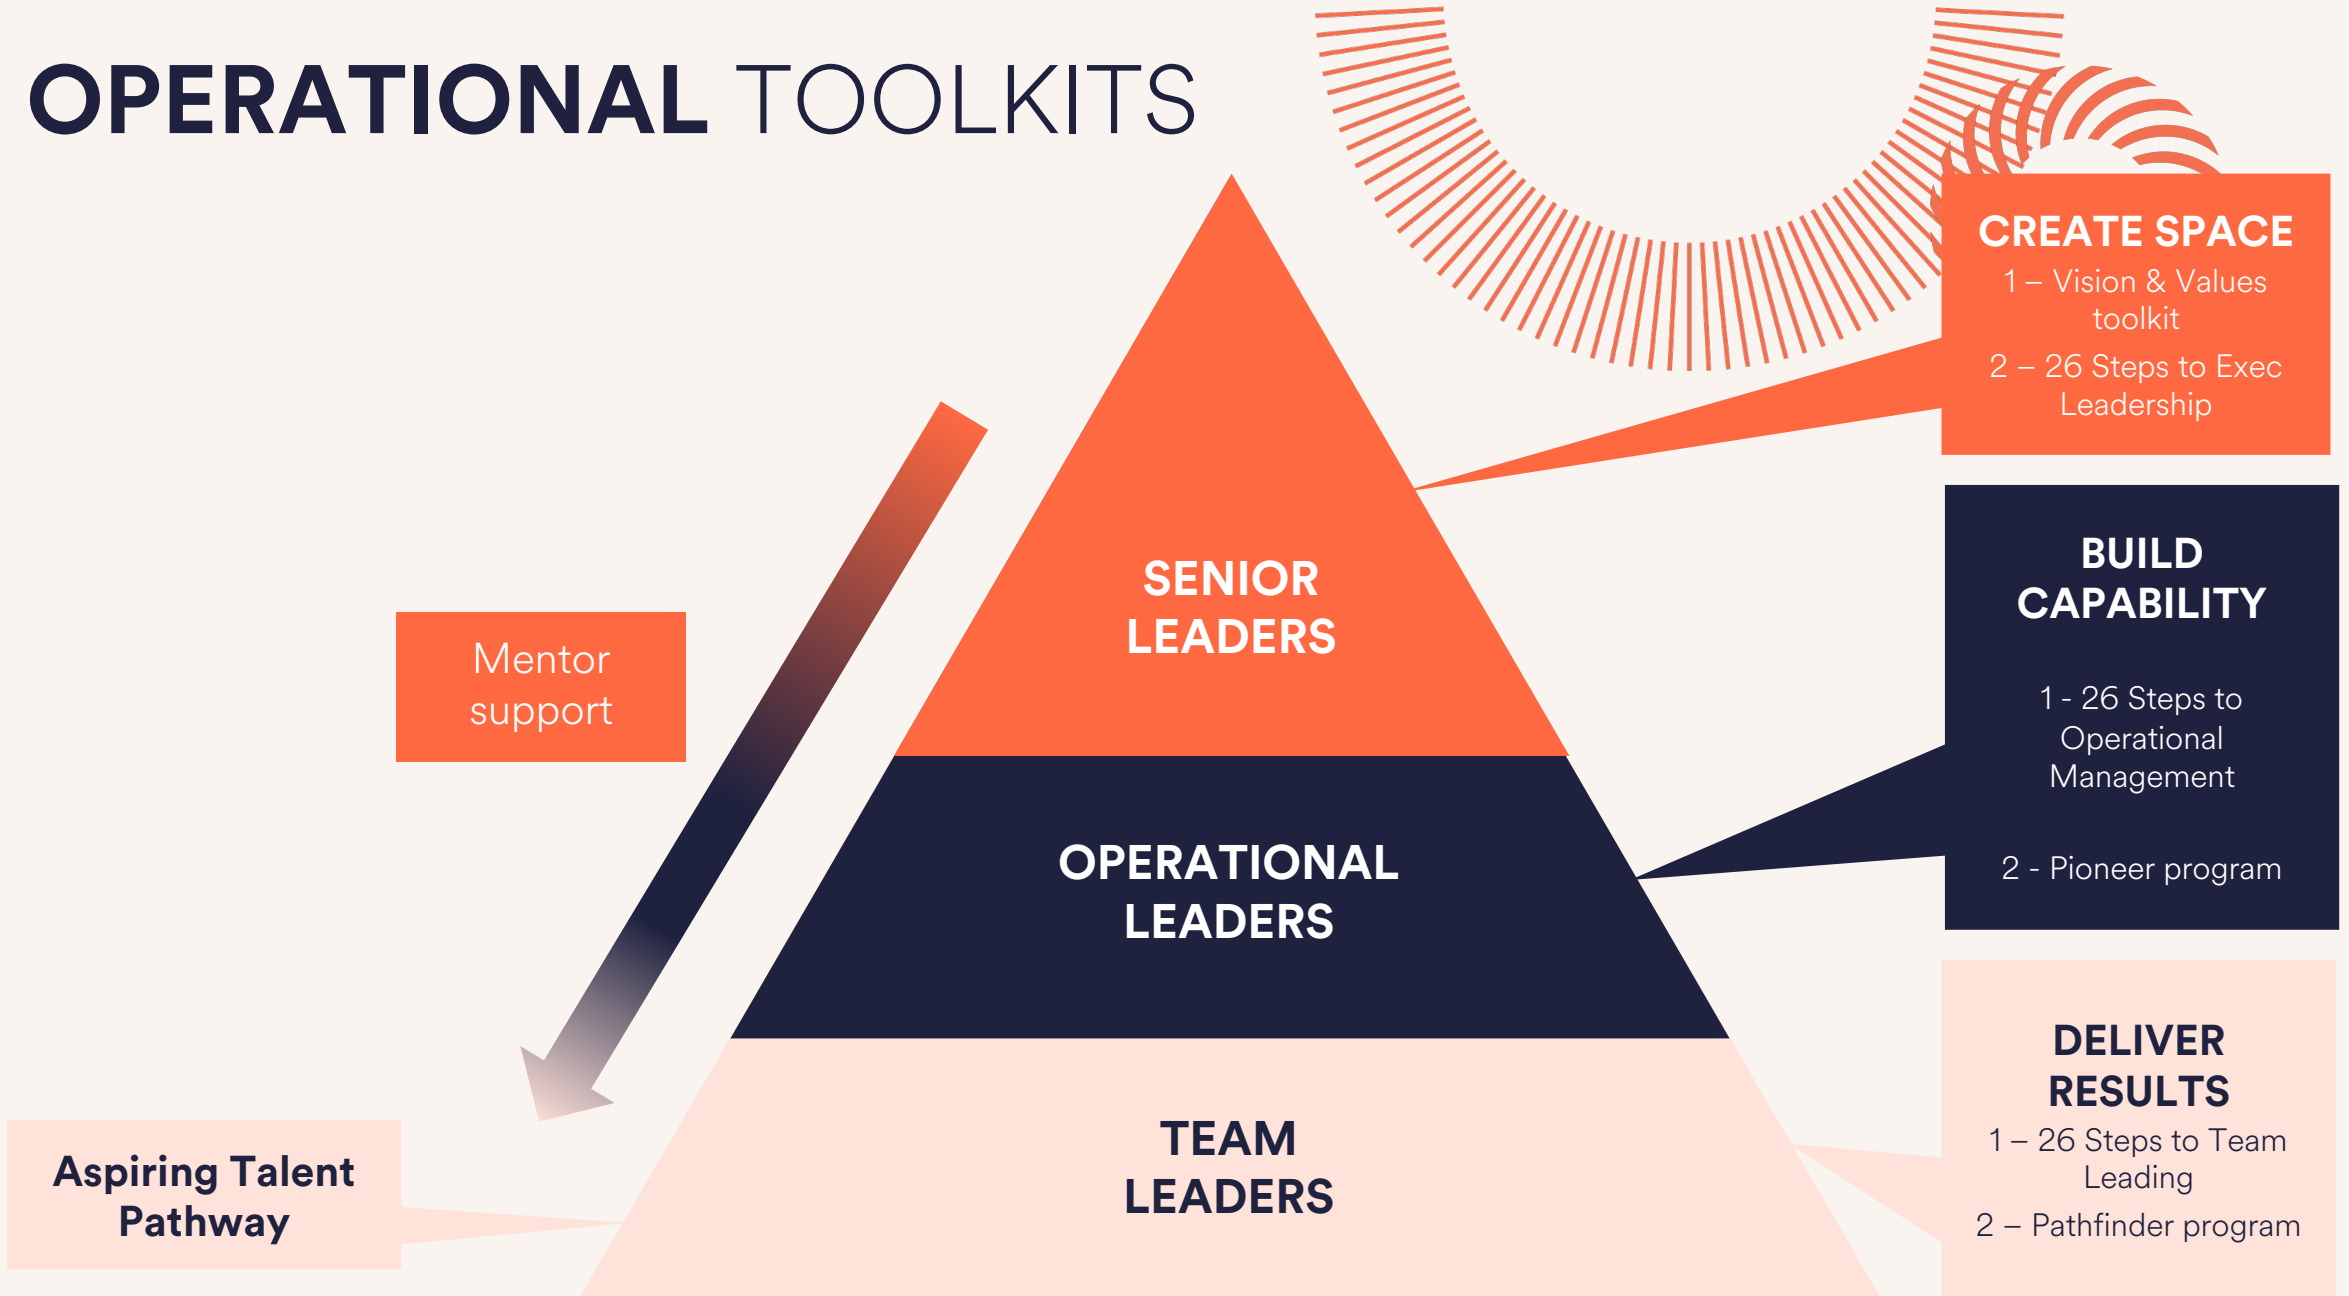 OPERATIONAL TOOLKITS
CREATE SPACE
1 – Vision & Values
toolkit
2 – 26 Steps to Exec
Leadership
SENIOR
LEADERS
Mentor
support
BUILD
CAPABILITY
1 - 26 Steps to
Operational
Management
2 - Pioneer program
OPERATIONAL
LEADERS
DELIVER
RESULTS
1 – 26 Steps to Team
Leading
2 – Pathfinder program
TEAM
LEADERS
Aspiring Talent
Pathway